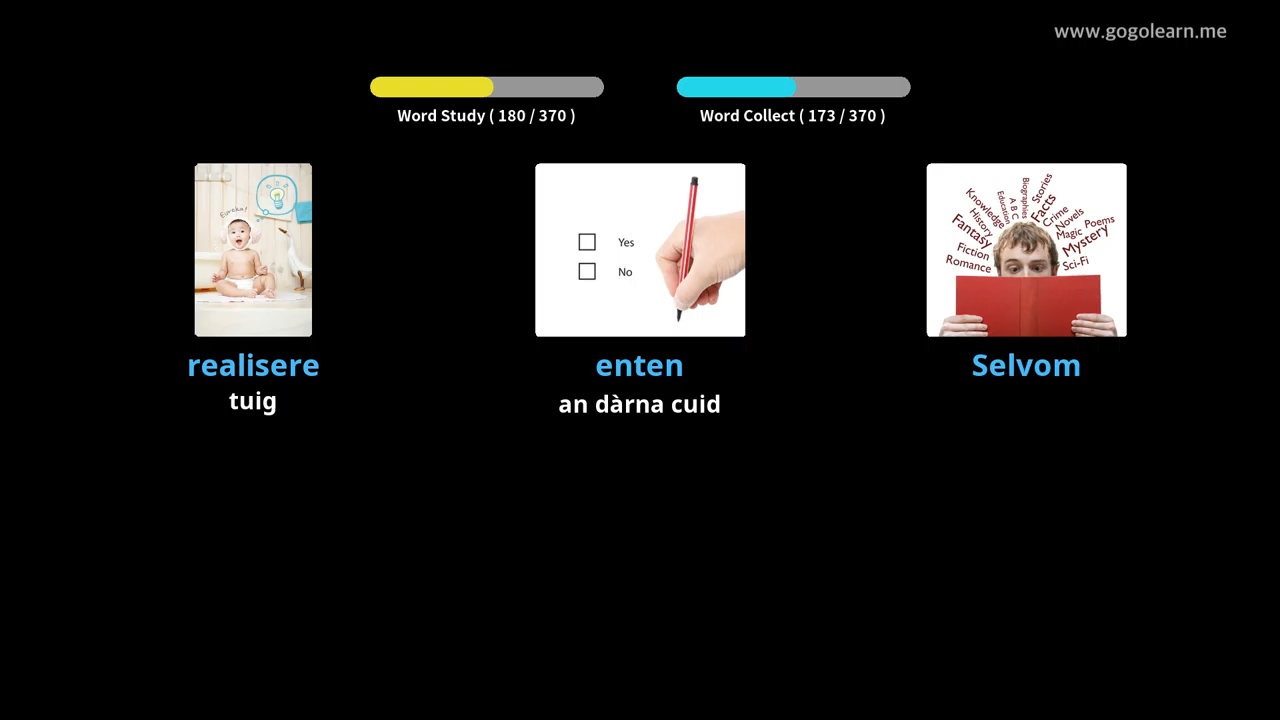 www.gogolearn.me
Word Study ( 180 / 370 )
Word Collect ( 173 / 370 )
Eureka!
Yes
No
Knowledge
History
Fantasy
Fiction
Romance
Education
A B C
Biographies
Stories
Facts
Crime
Novels
Magic
Poems
Mystery
Sci-Fi
realisere
enten
Selvom
tuig
an dàrna cuid